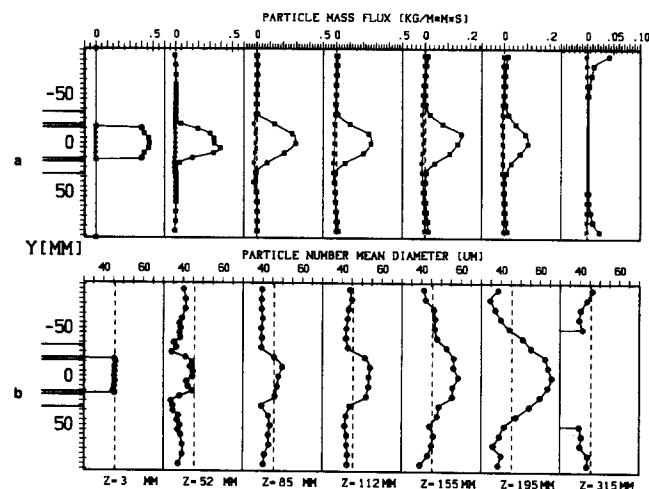 PARTICLE MASS FLUX [KG/M*M*S]
0 .5 0 .5 0 .2 0 .2 0 .2 0 0.2 0 .05 .10
-50
0
50
a
Y[MM]
PARTICLE NUMBER MEAN DIAMETER [UM]
40 60 40 60 40 60 40 60 40 60 40 60 40 60
-50
0
50
b
Z=3 MM Z=52 MM Z=85 MM Z=112 MM Z=155 MM Z=195 MM Z=315 MM